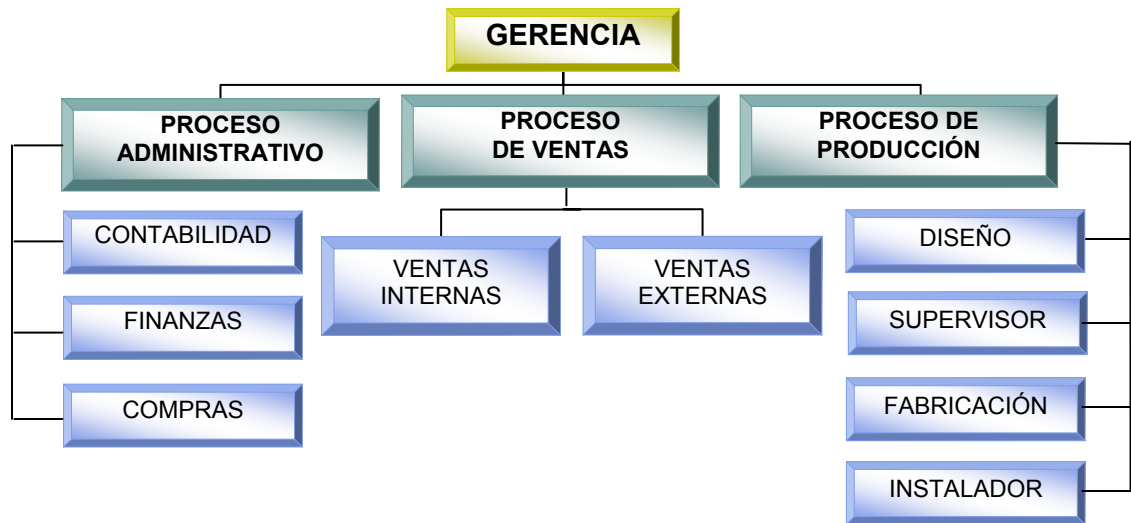 GERENCIA
PROCESO
ADMINISTRATIVO
PROCESO
DE VENTAS
PROCESO DE
PRODUCCIÓN
CONTABILIDAD
FINANZAS
COMPRAS
VENTAS
INTERNAS
VENTAS
EXTERNAS
DISEÑO
SUPERVISOR
FABRICACIÓN
INSTALADOR